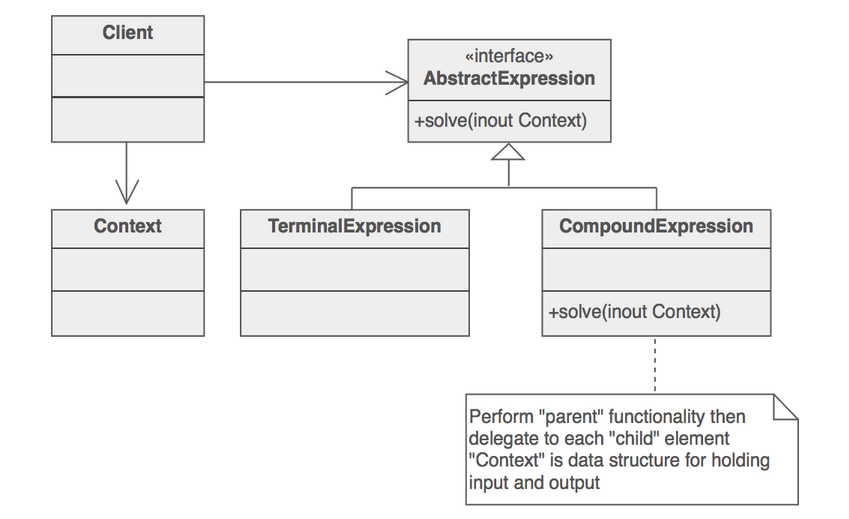 Client
«interface»
AbstractExpression
+solve(inout Context)
Context
TerminalExpression
CompoundExpression
+solve(inout Context)
Perform "parent" functionality then
delegate to each "child" element
"Context" is data structure for holding
input and output